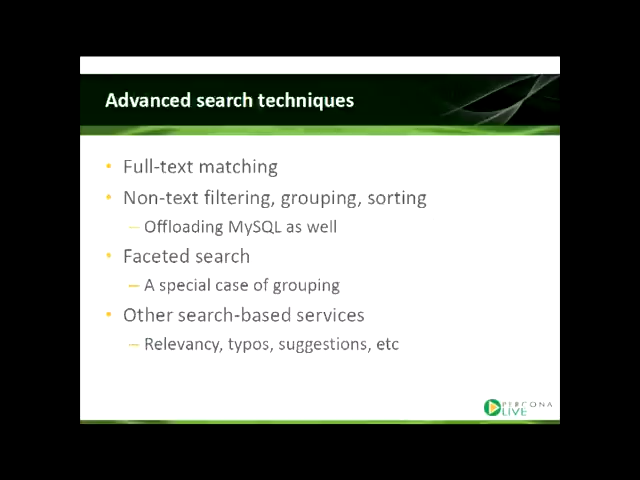 Advanced search techniques
• Full-text matching
• Non-text filtering, grouping, sorting
– Offloading MySQL as well
• Faceted search
– A special case of grouping
• Other search-based services
– Relevancy, typos, suggestions, etc
PERCONA
LIVE